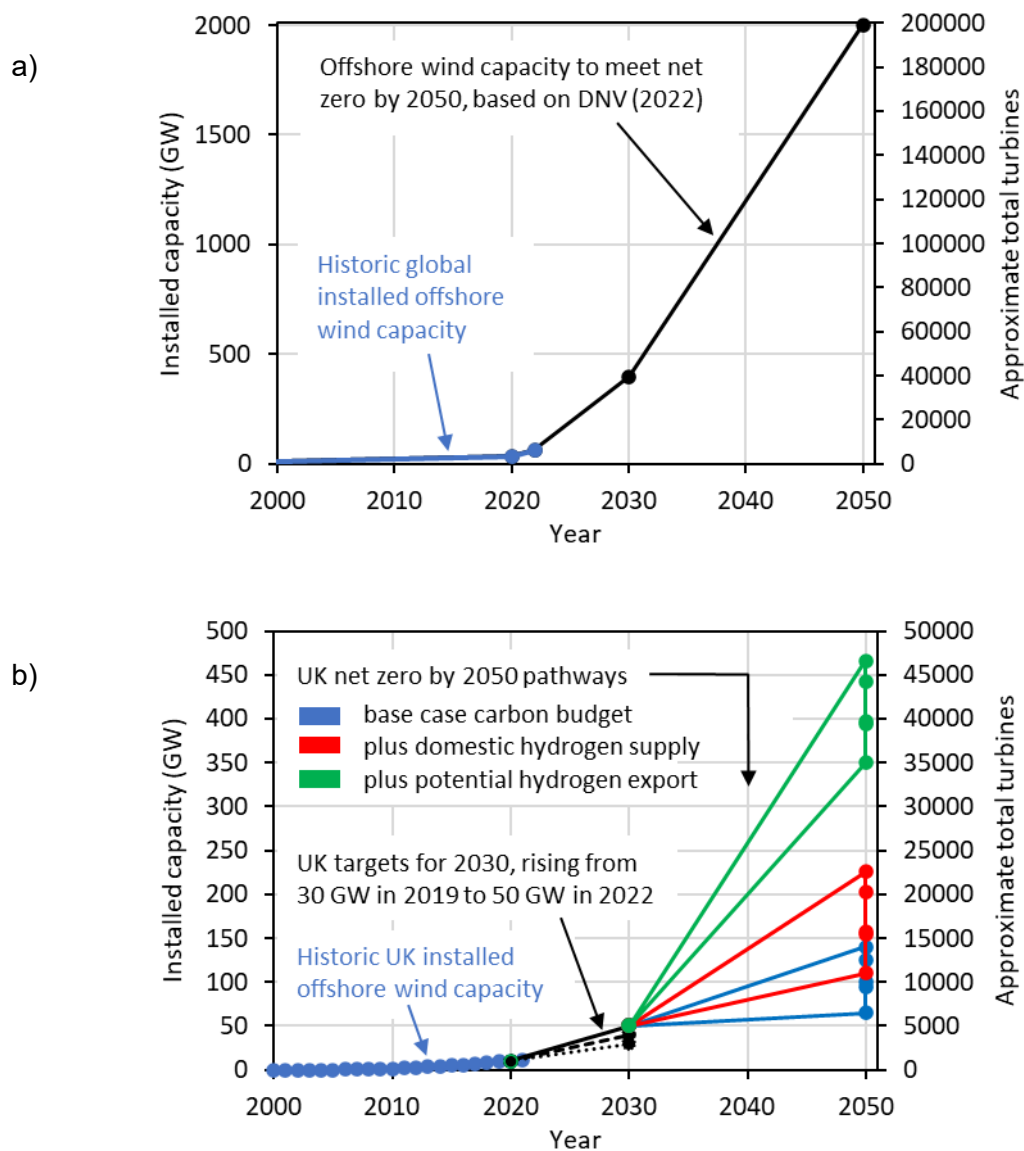 a)
Installed capacity (GW)
2000
1500
1000
500
0
Offshore wind capacity to meet net
zero by 2050, based on DNV (2022)
Historic global
installed offshore
wind capacity
200000
180000
160000
140000
120000
100000
80000
60000
40000
20000
0
Approximate total turbines
2000 2010 2020 2030 2040 2050
Year
b)
Installed capacity (GW)
500
450
400
350
300
250
200
150
100
50
0
UK net zero by 2050 pathways
base case carbon budget
plus domestic hydrogen supply
plus potential hydrogen export
UK targets for 2030, rising from
30 GW in 2019 to 50 GW in 2022
Historic UK installed
offshore wind capacity
50000
45000
40000
35000
30000
25000
20000
15000
10000
5000
0
Approximate total turbines
2000 2010 2020 2030 2040 2050
Year